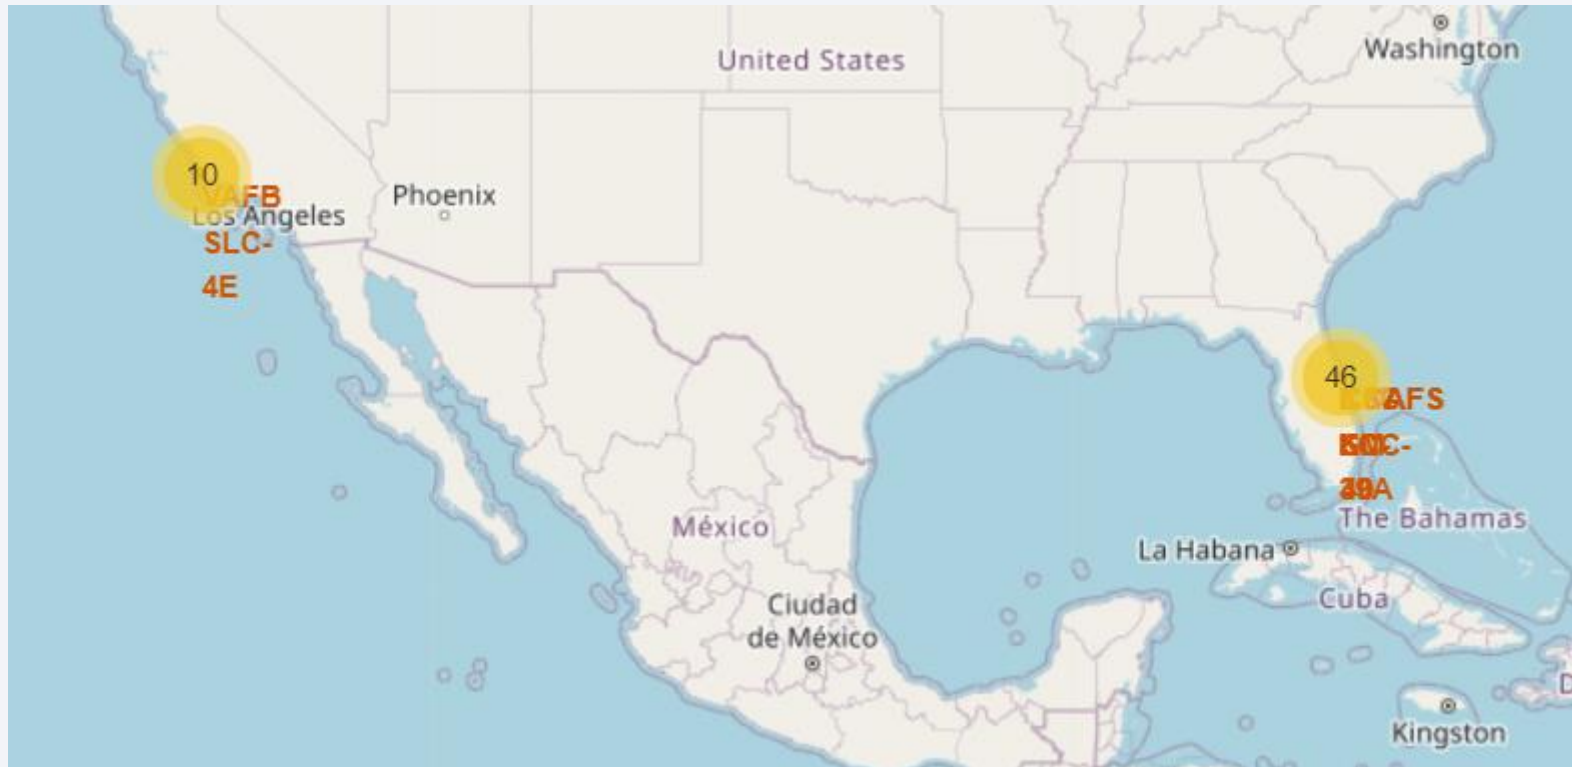 United States
Washington
10
VAFB
Los Angeles
SLC-
4E
Phoenix
46
México
The Bahamas
La Habana
Cuba
Ciudad
de México
Kingston